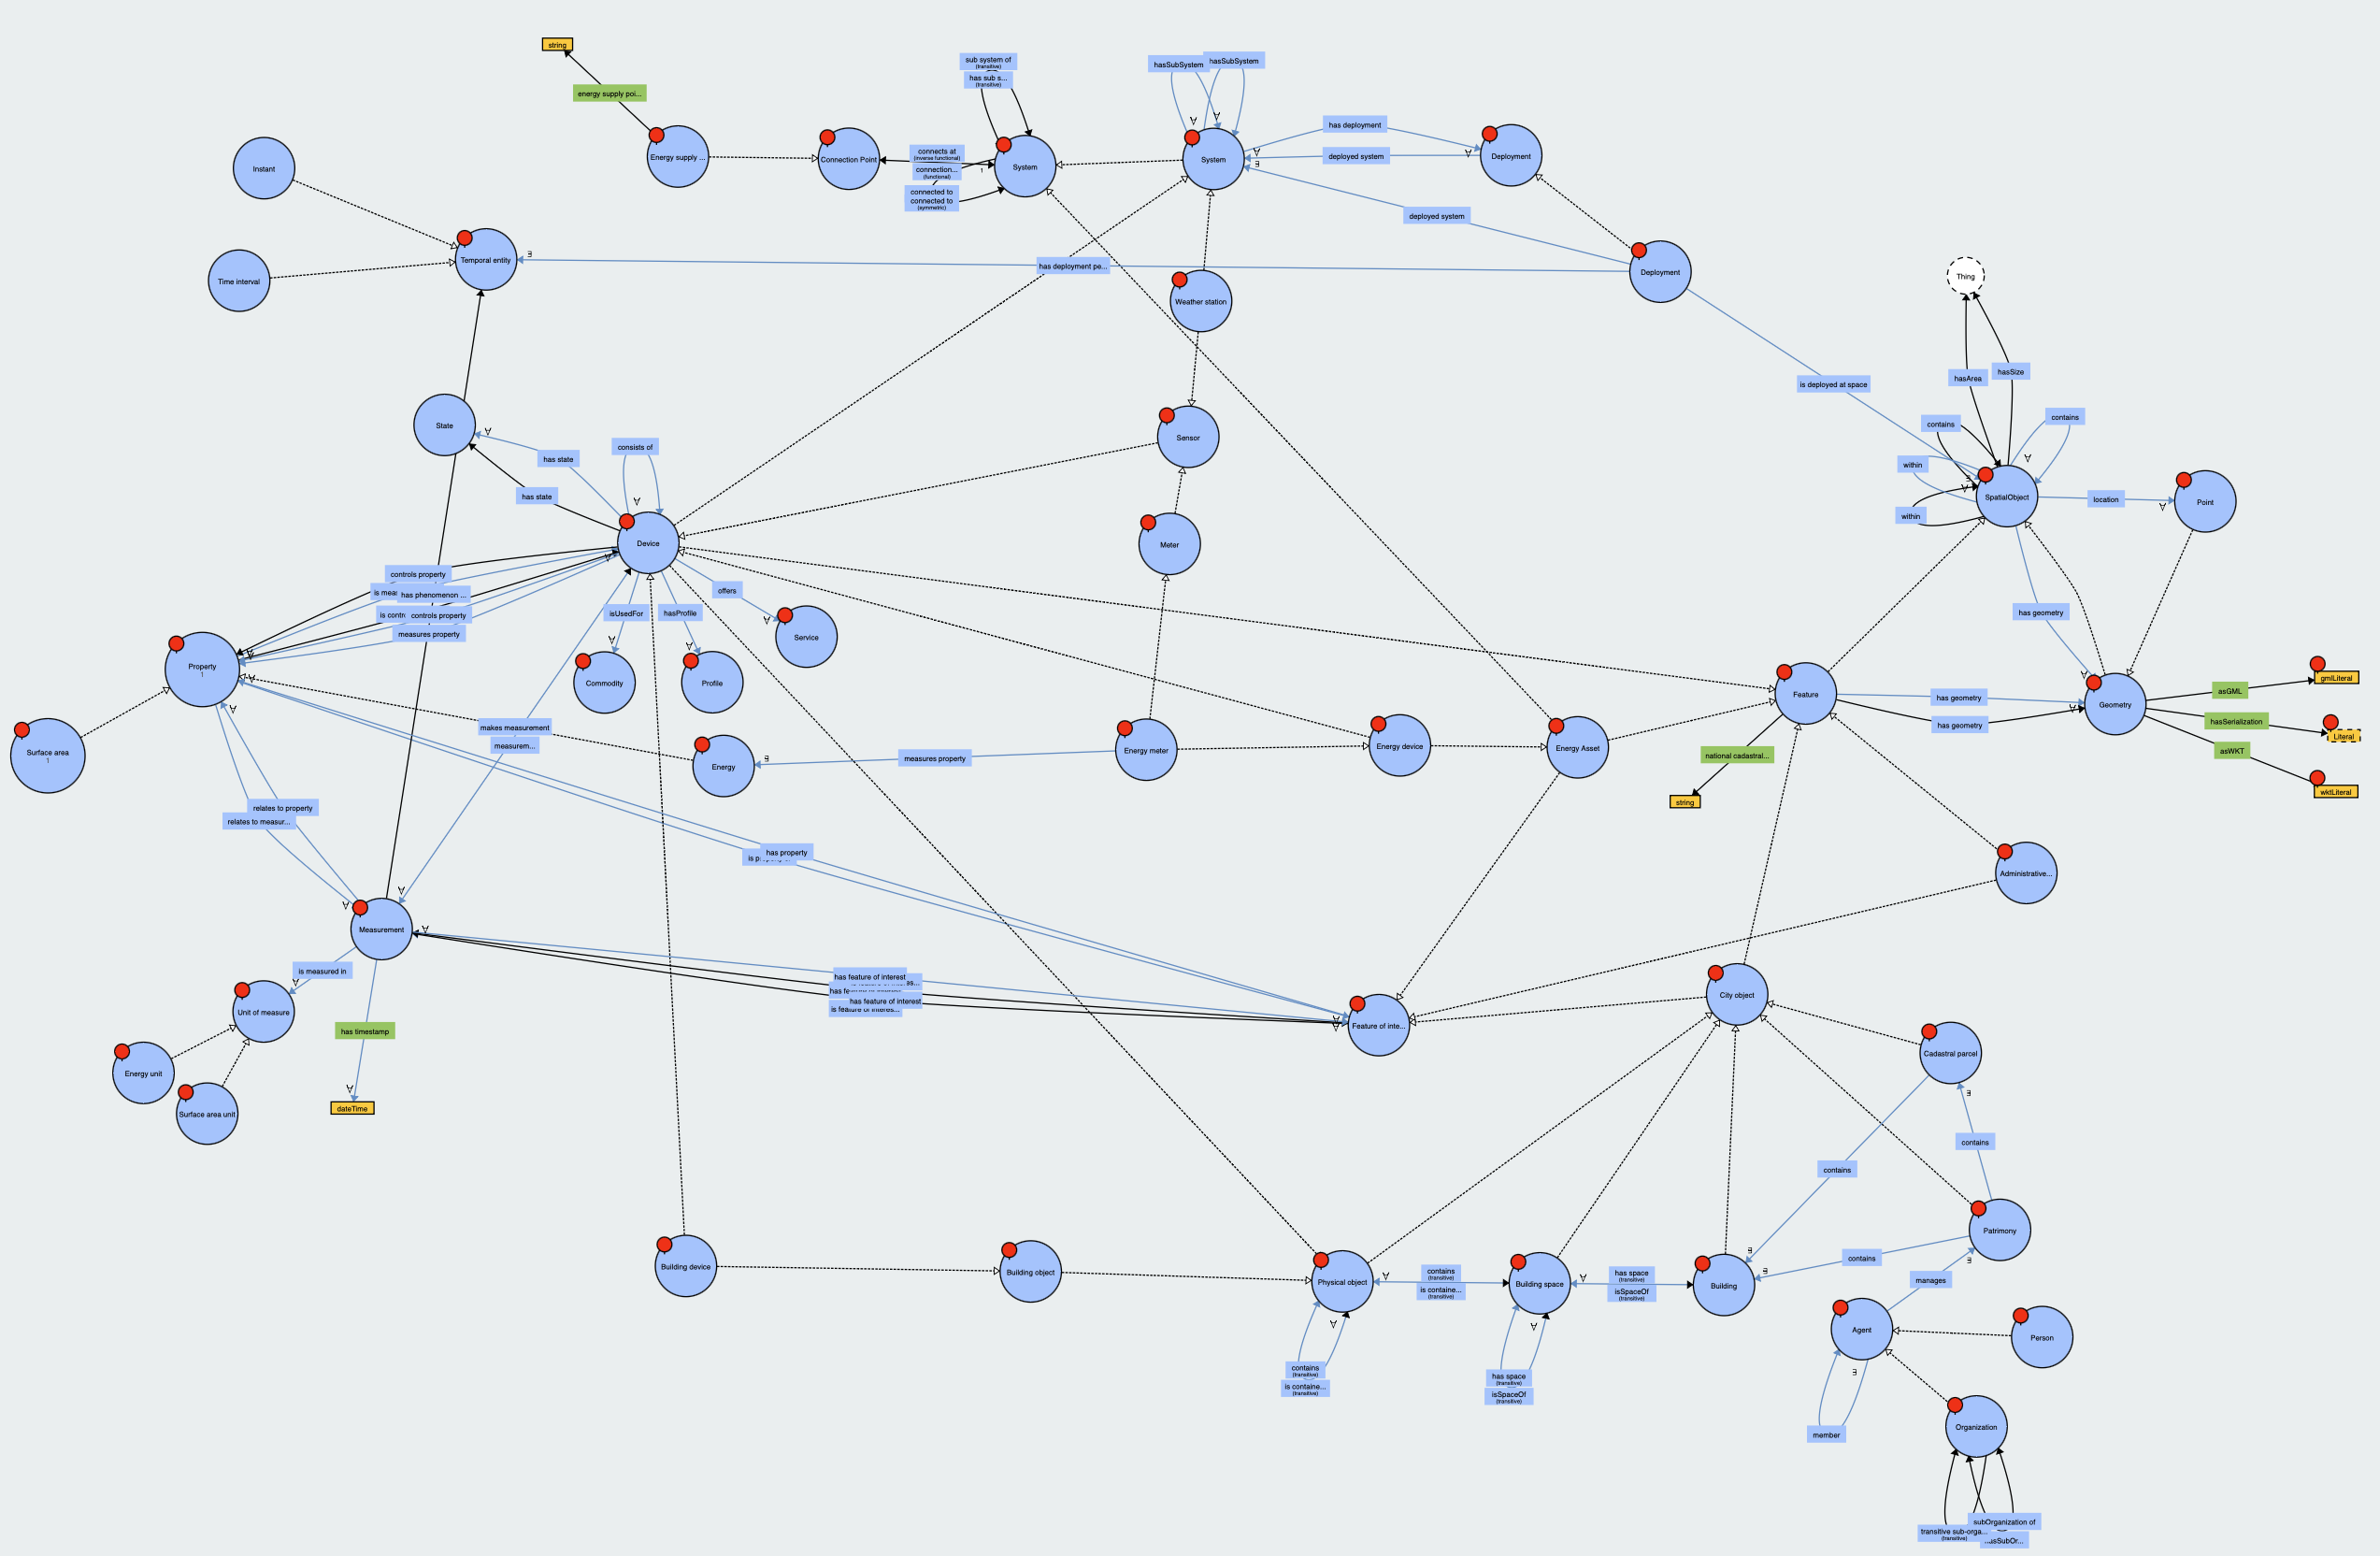 string
energy supply poi...
sub system of
(transitive)
has sub s...
(transitive)
hasSubSystem
hasSubSystem
has deployment
deployed system
Deployment
Energy supply ...
Connection Point
connects at
(inverse functional)
connection...
(functional)
1
connected to
connected to
(symmetric)
System
System
Instant
deployed system
Temporal entity
Time interval
has deployment pe...
Deployment
Thing
Weather station
hasArea
hasSize
is deployed at space
State
contains
contains
has state
consists of
Sensor
within
has state
SpatialObject
location
Point
within
Device
Meter
controls property
has phenomenon ...
controls property
measures property
offers
isUsedFor
hasProfile
has geometry
Service
Property
1
Commodity
Profile
Feature
has geometry
has geometry
Geometry
asGML
gmlLiteral
hasSerialization
Literal
asWKT
wktLiteral
makes measurement
measurem...
Surface area
1
Energy
measures property
Energy meter
Energy device
Energy Asset
national cadastral...
string
relates to property
relates to measur...
has property
Administrative...
Measurement
is measured in
has feature of interest
has feature of interest
is feature of interes...
Unit of measure
Feature of inte...
City object
has timestamp
Cadastral parcel
Energy unit
Surface area unit
dateTime
contains
contains
Patrimony
contains
manages
Building device
Building object
Physical object
contains
(transitive)
is containe...
(transitive)
Building space
has space
(transitive)
isSpaceOf
(transitive)
Building
Agent
Person
contains
(transitive)
is containe...
(transitive)
has space
(transitive)
isSpaceOf
(transitive)
member
Organization
subOrganization of
transitive sub-orga...
(transitive)